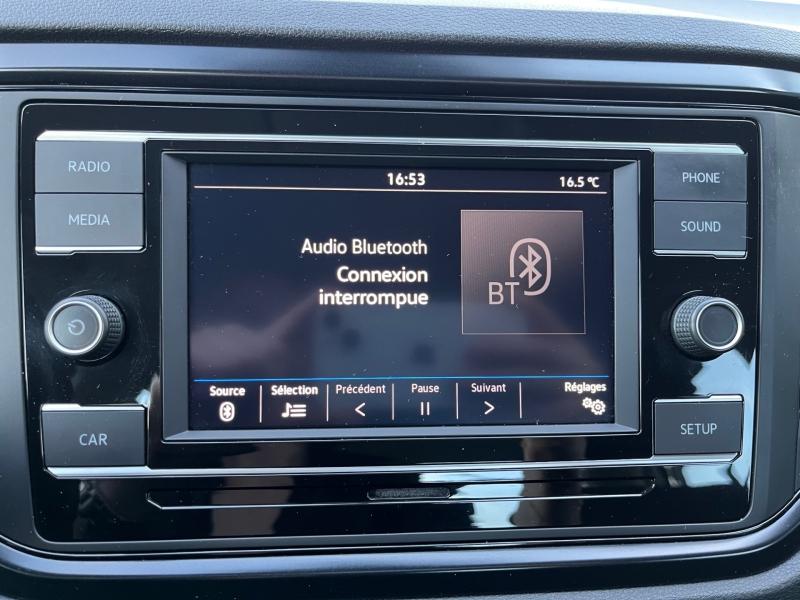 RADIO
MEDIA
CAR
16:53
16.5 °C
Audio Bluetooth
Connexion
interrompue
BT
Source
Sélection
Précédent
Pause
Suivant
Réglages
PHONE
SOUND
SETUP